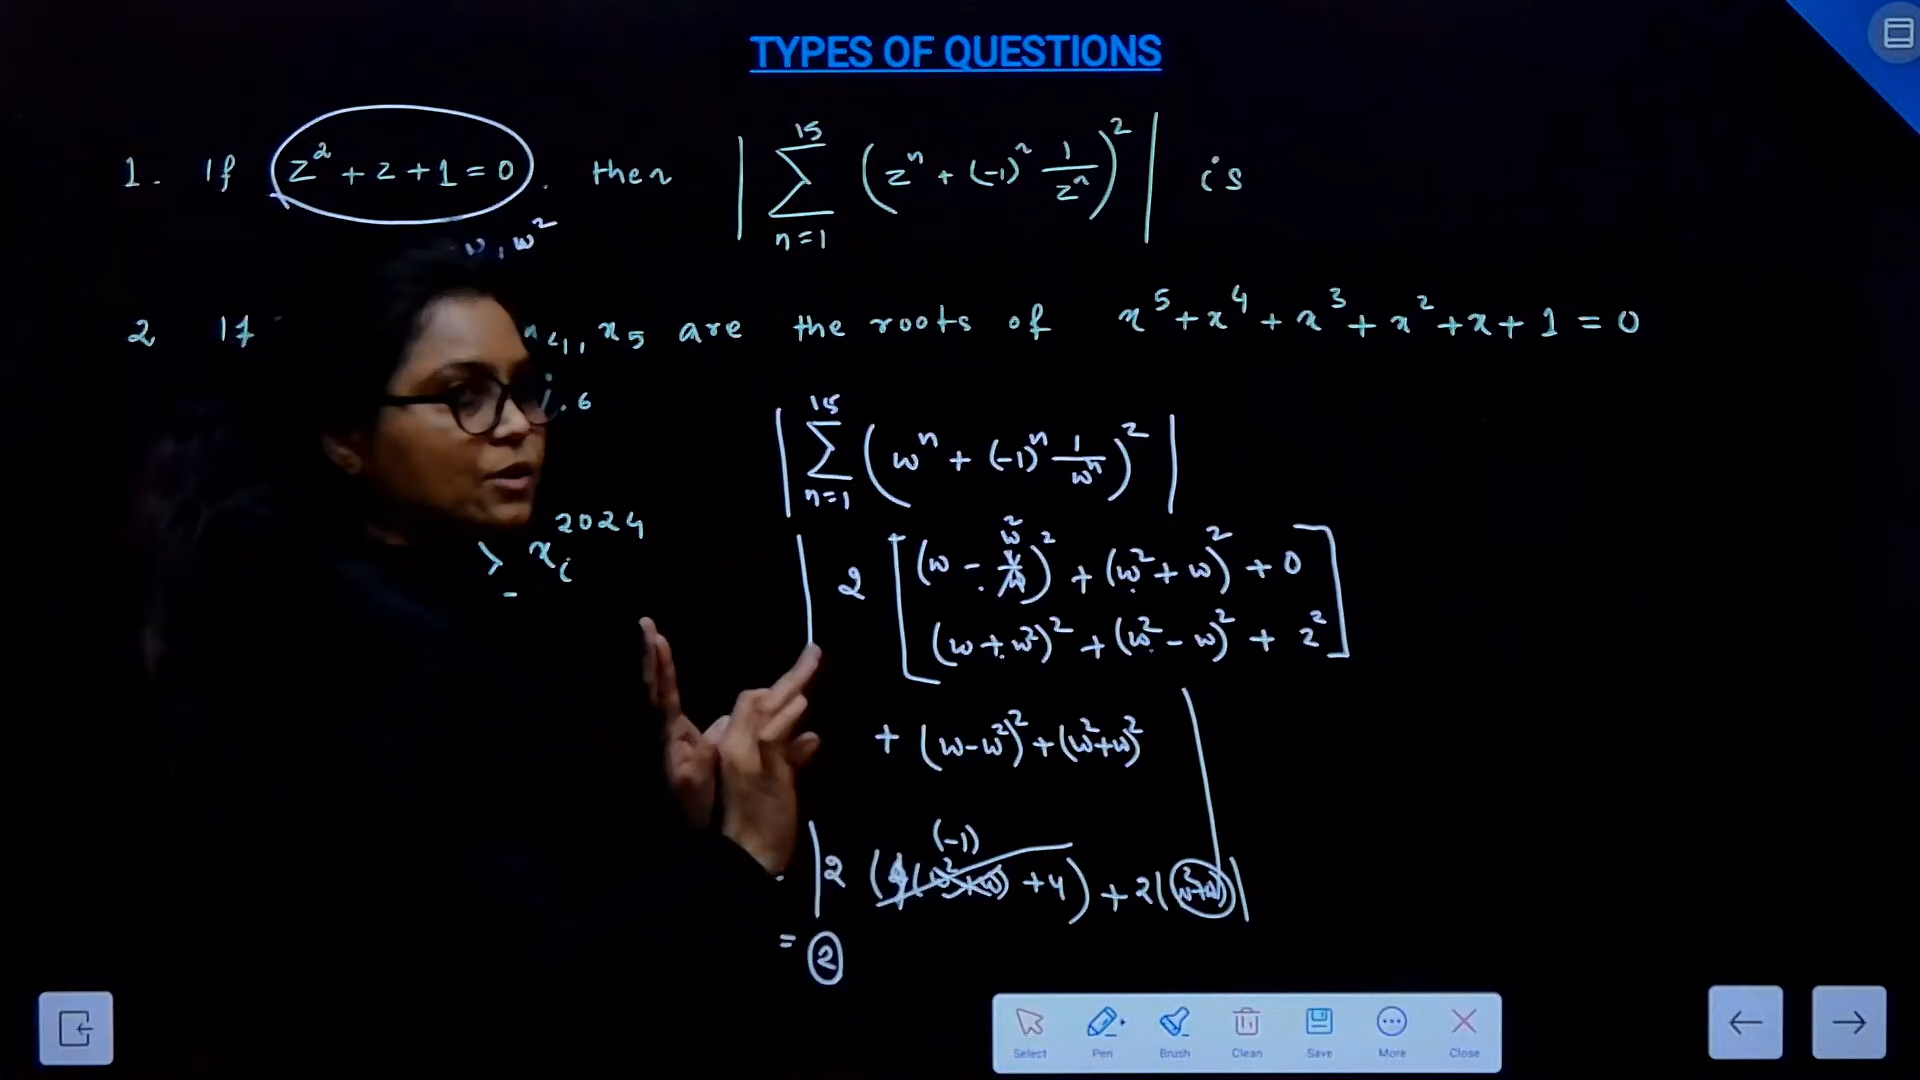 TYPES OF QUESTIONS
1. If z² + z + 1 = 0. then | ∑_{n=1}^{15} (zⁿ + (-1)ⁿ 1/zⁿ)² | is
ω, ω²
2 If x₄, x₅ are the roots of x⁵ + x⁴ + x³ + x² + x + 1 = 0
| ∑_{n=1}^{15} (ωⁿ + (-1)ⁿ 1/ωⁿ)² |
x_i^{2024}
| 2 [ (ω - ω²)² + (ω² + ω)² + 0
(ω + ω²)² + (ω² - ω)² + 2² ]
+ (ω - ω²)² + (ω² + ω)² |
(-1)
| 2 ( + 4) + 2(ω² + ω⁴) |
= 2
Select Pen Brush Clean Save More Close